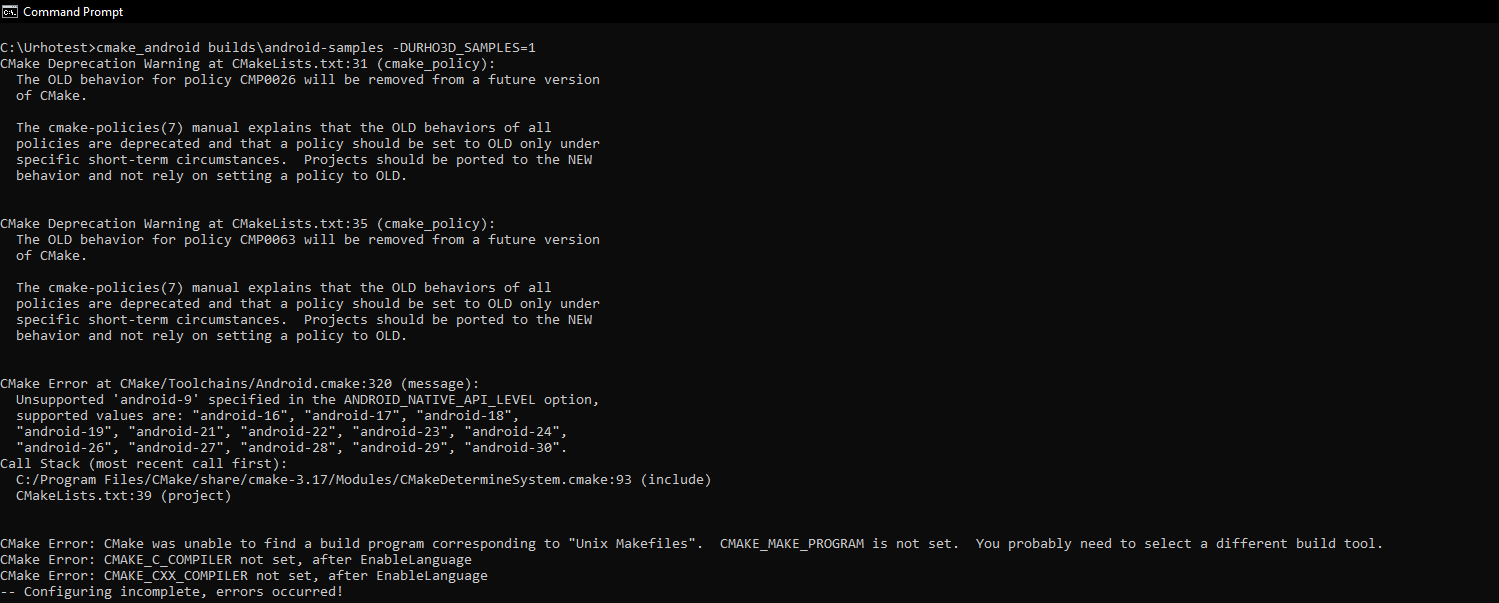 Command Prompt
C:\Urhotest>cmake_android builds\android-samples -DURHO3D_SAMPLES=1
CMake Deprecation Warning at CMakeLists.txt:31 (cmake_policy):
The OLD behavior for policy CMP0026 will be removed from a future version
of CMake.
The cmake-policies(7) manual explains that the OLD behaviors of all
policies are deprecated and that a policy should be set to OLD only under
specific short-term circumstances.  Projects should be ported to the NEW
behavior and not rely on setting a policy to OLD.
CMake Deprecation Warning at CMakeLists.txt:35 (cmake_policy):
The OLD behavior for policy CMP0063 will be removed from a future version
of CMake.
The cmake-policies(7) manual explains that the OLD behaviors of all
policies are deprecated and that a policy should be set to OLD only under
specific short-term circumstances.  Projects should be ported to the NEW
behavior and not rely on setting a policy to OLD.
CMake Error at CMake/Toolchains/Android.cmake:320 (message):
Unsupported 'android-9' specified in the ANDROID_NATIVE_API_LEVEL option,
supported values are: "android-16", "android-17", "android-18",
"android-19", "android-21", "android-22", "android-23", "android-24",
"android-26", "android-27", "android-28", "android-29", "android-30".
Call Stack (most recent call first):
C:/Program Files/CMake/share/cmake-3.17/Modules/CMakeDetermineSystem.cmake:93 (include)
CMakeLists.txt:39 (project)
CMake Error: CMake was unable to find a build program corresponding to "Unix Makefiles".  CMAKE_MAKE_PROGRAM is not set.  You probably need to select a different build tool.
CMake Error: CMAKE_C_COMPILER not set, after EnableLanguage
CMake Error: CMAKE_CXX_COMPILER not set, after EnableLanguage
-- Configuring incomplete, errors occurred!